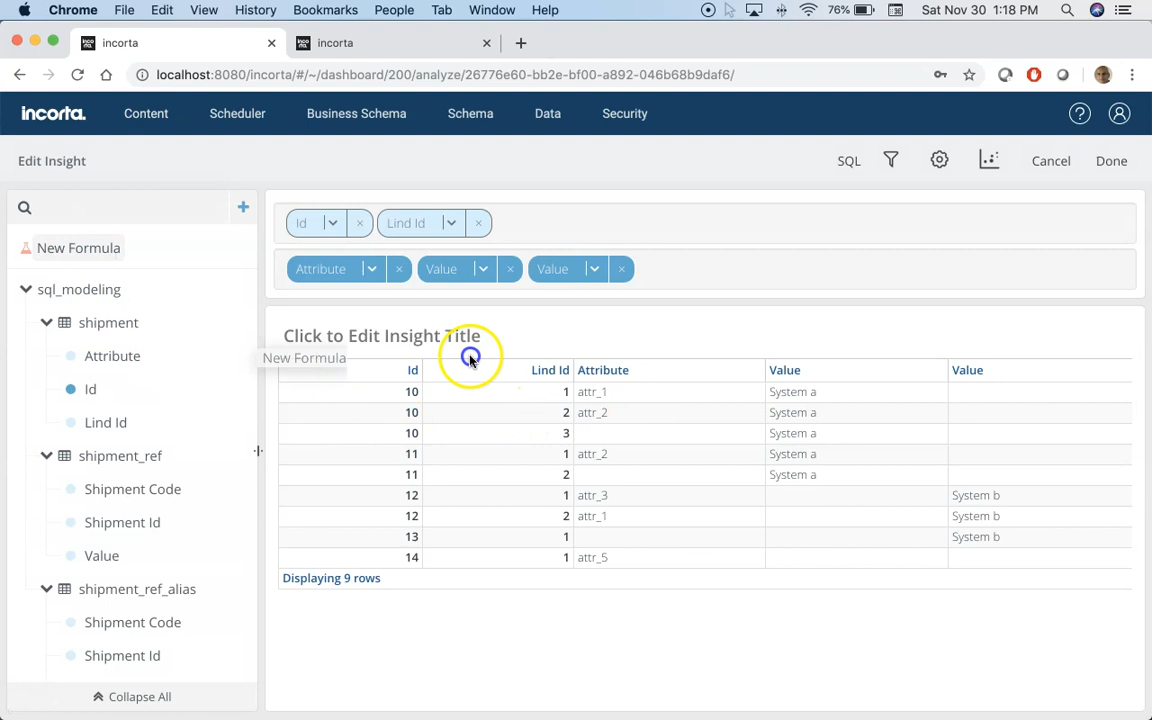 Chrome File Edit View History Bookmarks People Tab Window Help 76% Sat Nov 30 1:18 PM
incorta incorta
localhost:8080/incorta/#/~/dashboard/200/analyze/26776e60-bb2e-bf00-a892-046b68b9daf6/
incorta. Content Scheduler Business Schema Schema Data Security
Edit Insight SQL Cancel Done
Id Lind Id
New Formula
Attribute Value Value
sql_modeling
shipment
Click to Edit Insight Title
Attribute
New Formula
Id Lind Id Attribute Value Value
Id
10 1 attr_1 System a
10 2 attr_2 System a
Lind Id
10 3 System a
shipment_ref
11 1 attr_2 System a
11 2 System a
Shipment Code
12 1 attr_3 System b
Shipment Id
12 2 attr_1 System b
13 1 System b
Value
14 1 attr_5
Displaying 9 rows
shipment_ref_alias
Shipment Code
Shipment Id
Collapse All